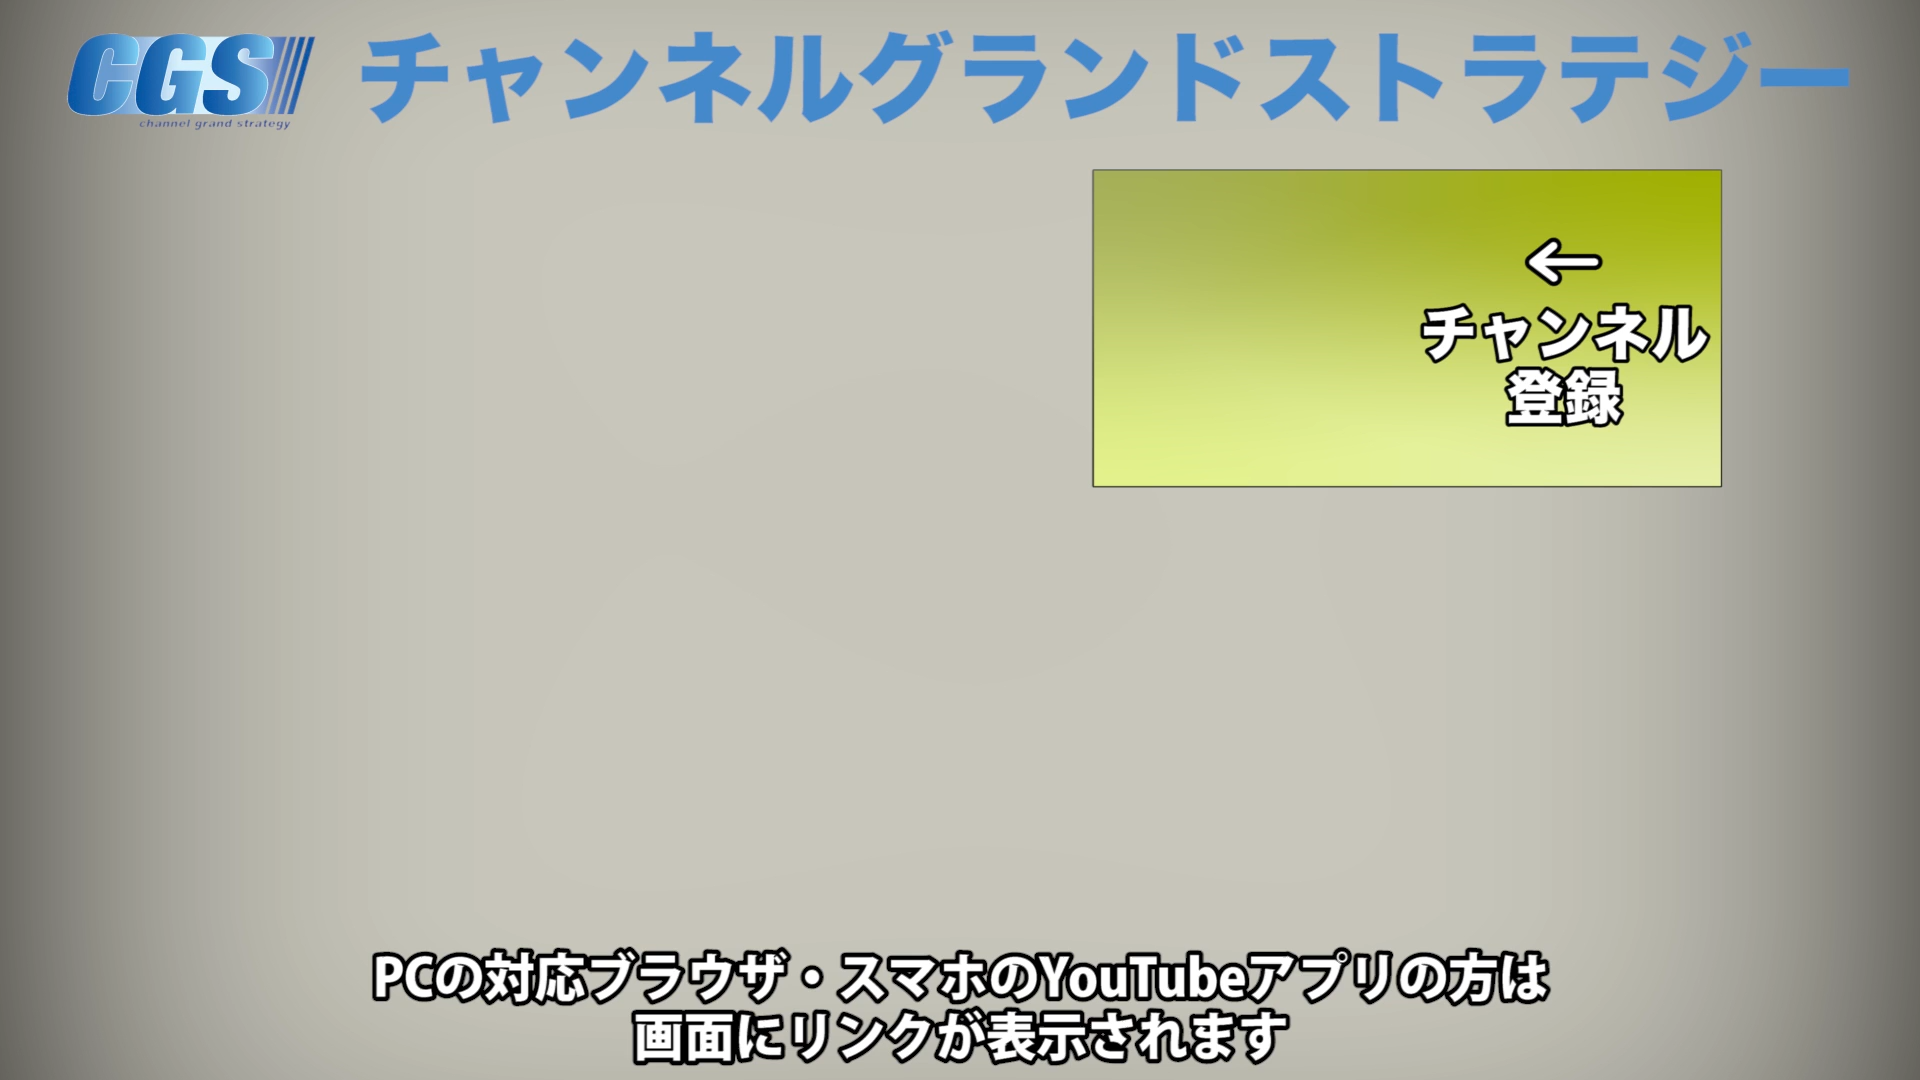 CGS
channel grand strategy
チャンネルグランドストラテジー
←
チャンネル
登録
PCの対応ブラウザ・スマホのYouTubeアプリの方は
画面にリンクが表示されます